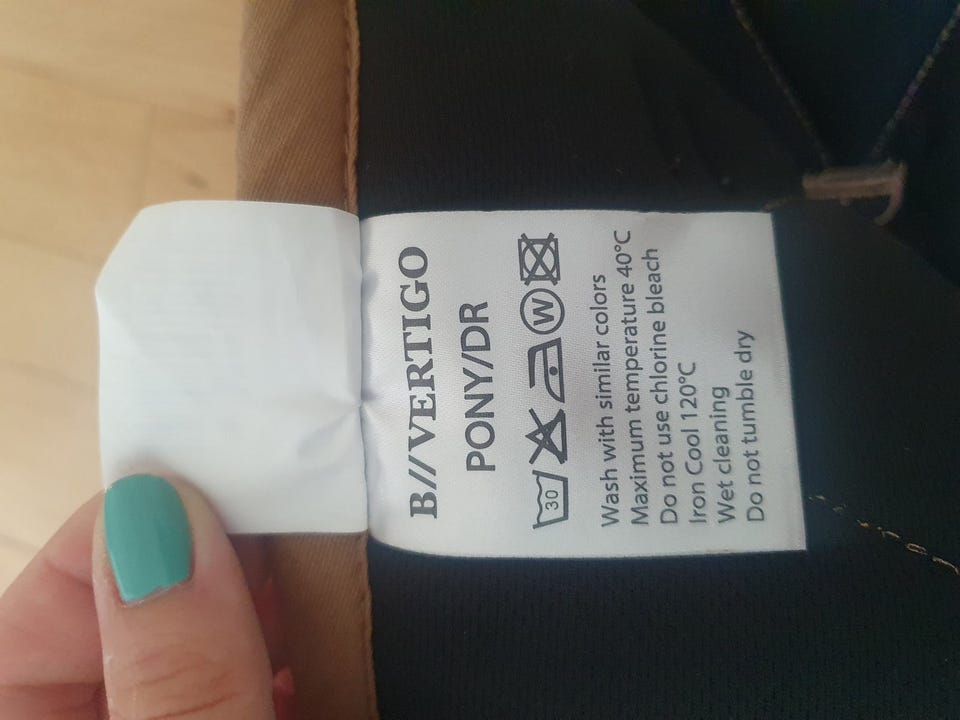 B//VERTIGO
PONY/DR
30 W
Wash with similar colors
Maximum temperature 40°C
Do not use chlorine bleach
Iron Cool 120°C
Wet cleaning
Do not tumble dry